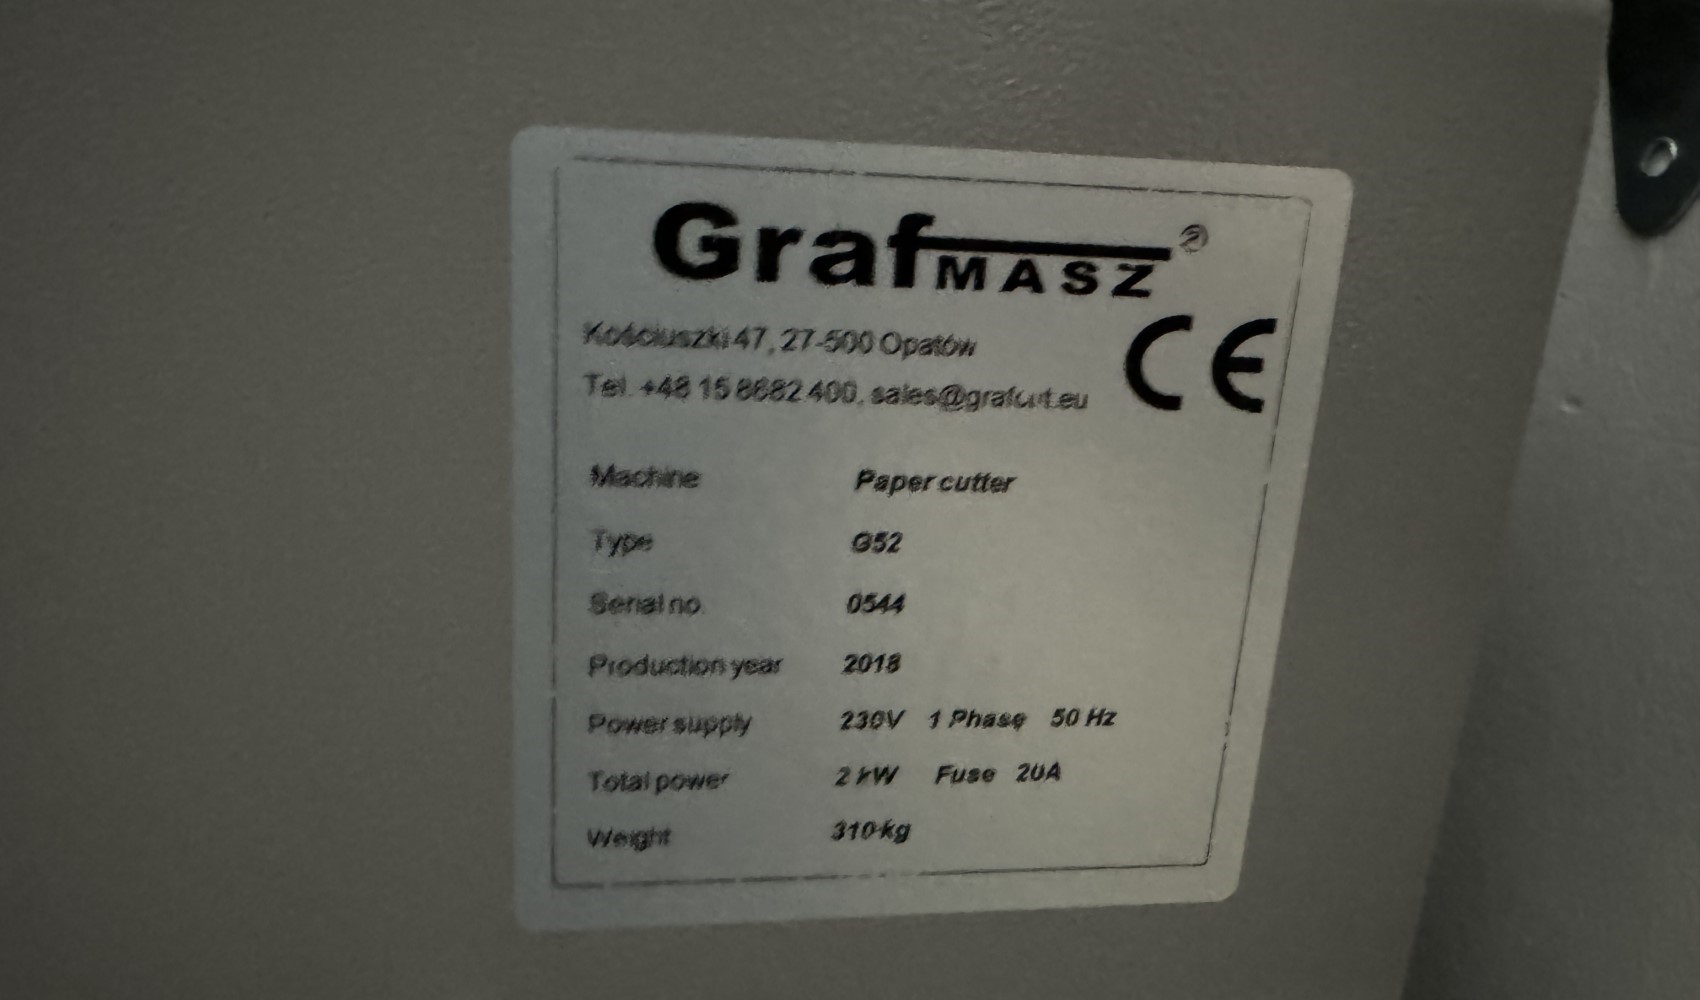 Graf MASZ ®
Kościuszki 47, 27-500 Opatów
Tel. +48 15 8682 400, sales@grafcut.eu
CE
Machine Paper cutter
Type G52
Serial no. 0544
Production year 2018
Power supply 230V 1 Phase 50 Hz
Total power 2 kW Fuse 20A
Weight 310 kg